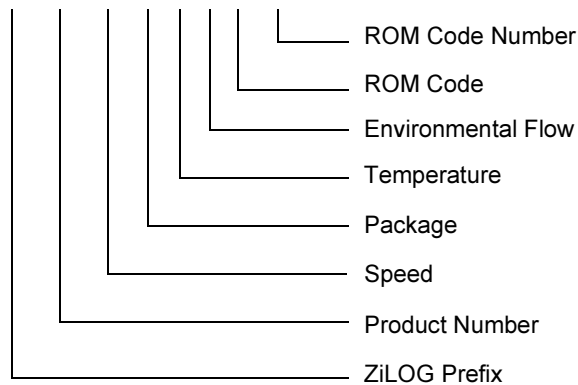 ROM Code Number
ROM Code
Environmental Flow
Temperature
Package
Speed
Product Number
ZiLOG Prefix